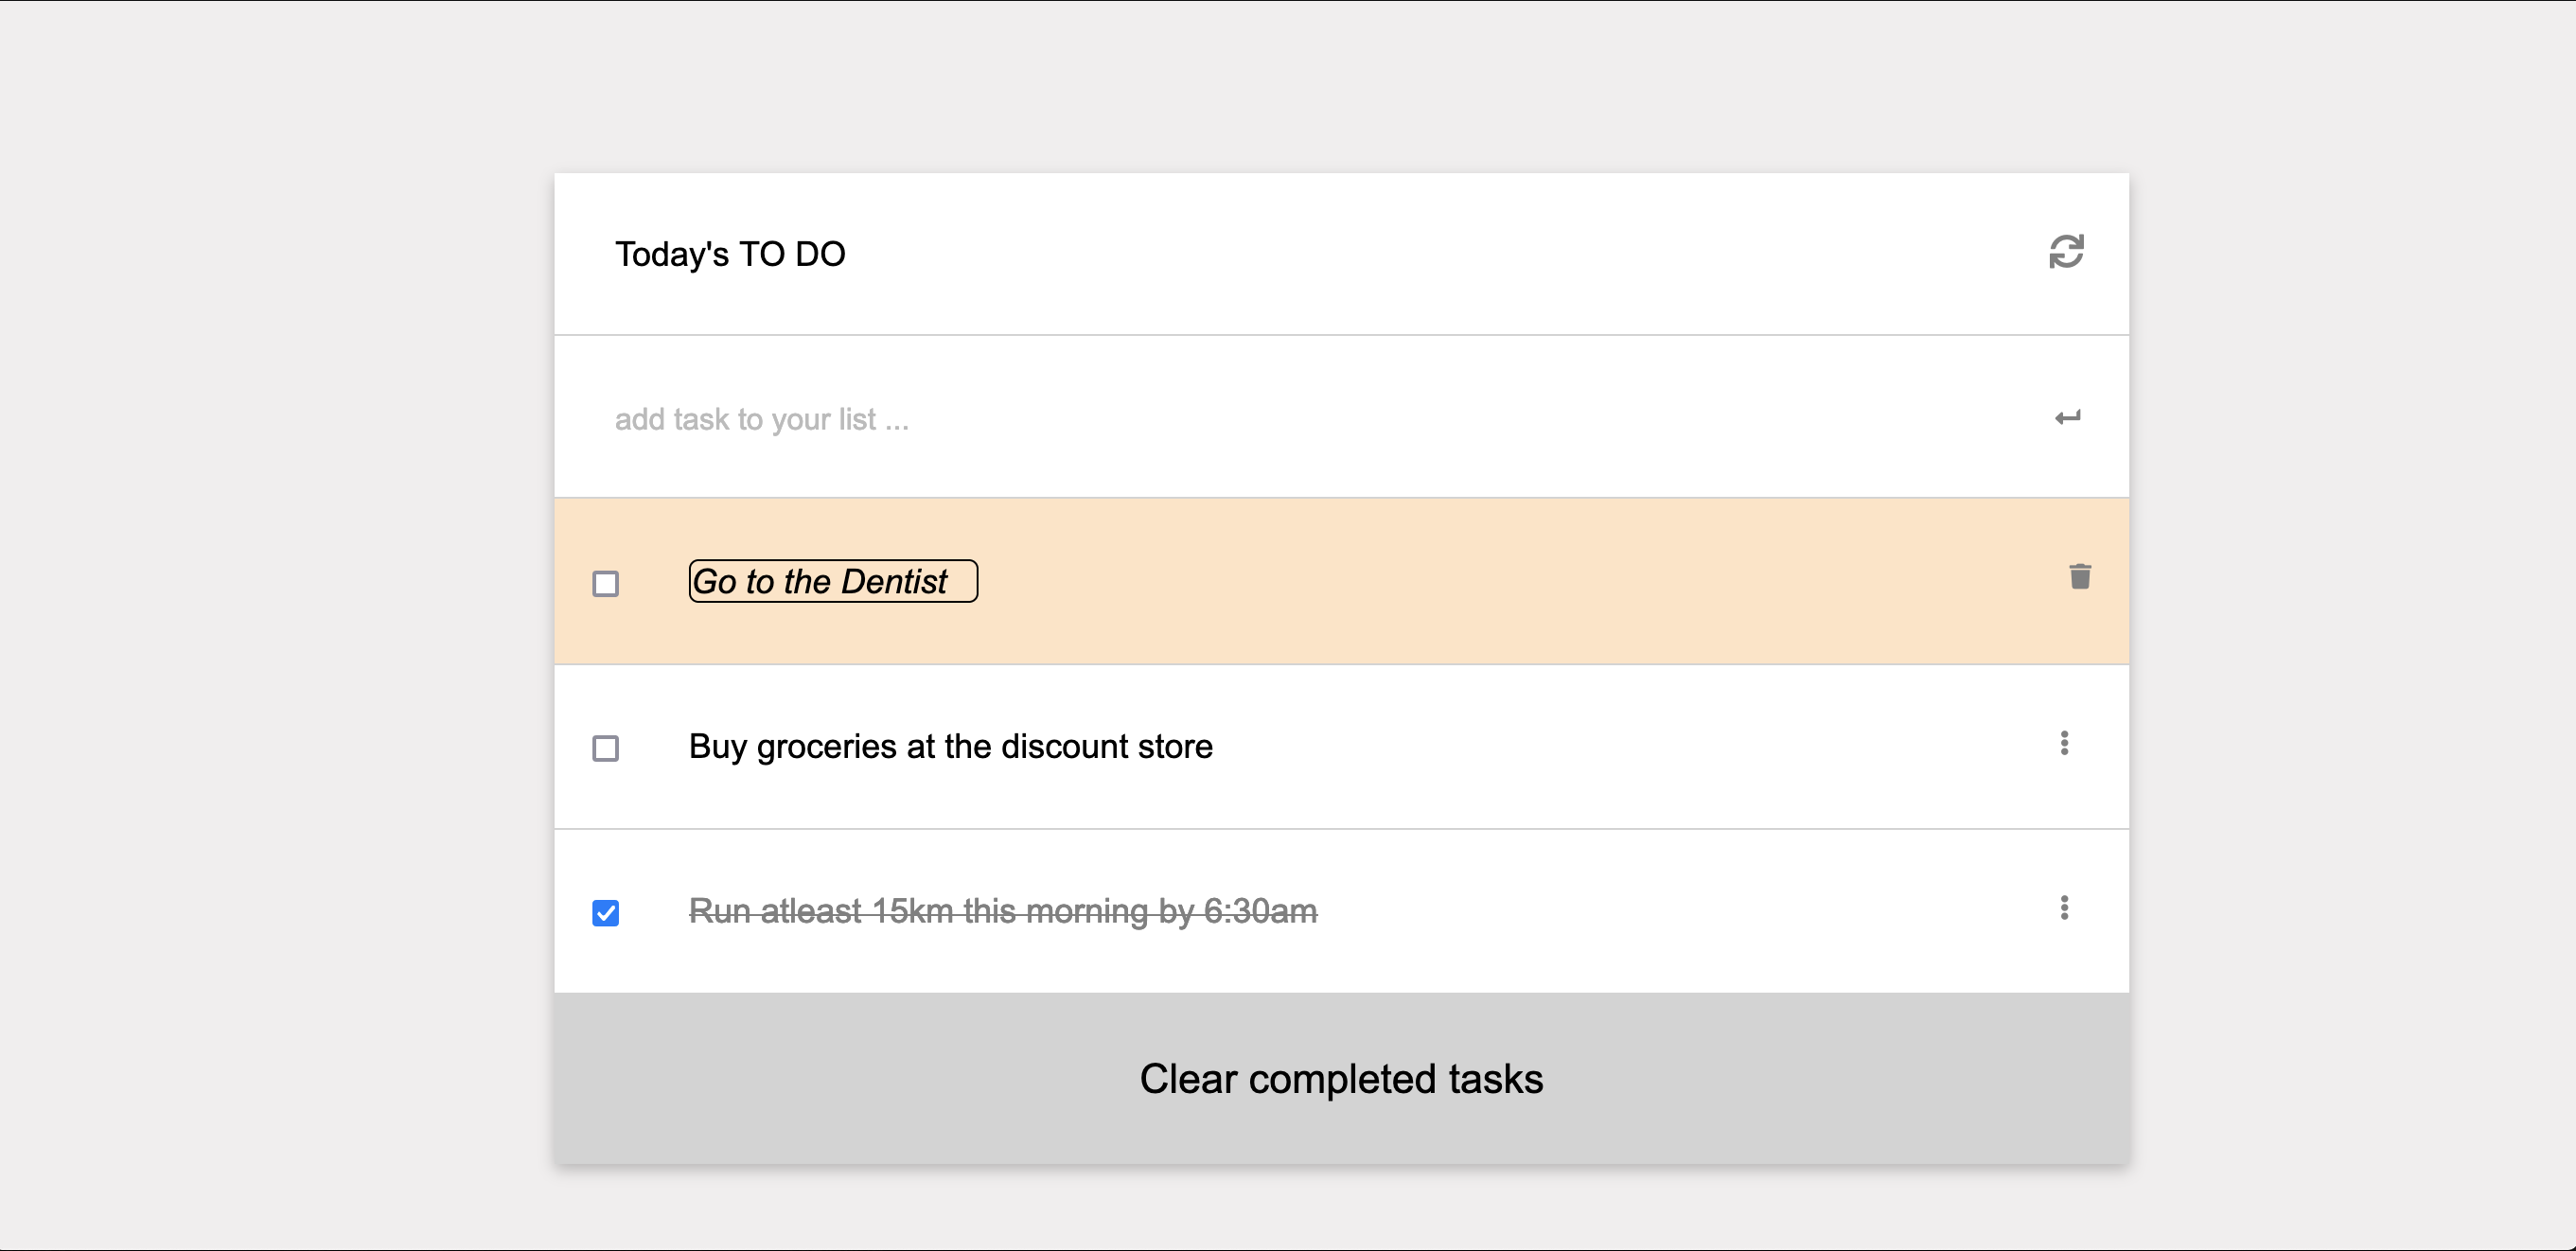 Today's TO DO
add task to your list ...
Go to the Dentist
Buy groceries at the discount store
Run atleast 15km this morning by 6:30am
Clear completed tasks